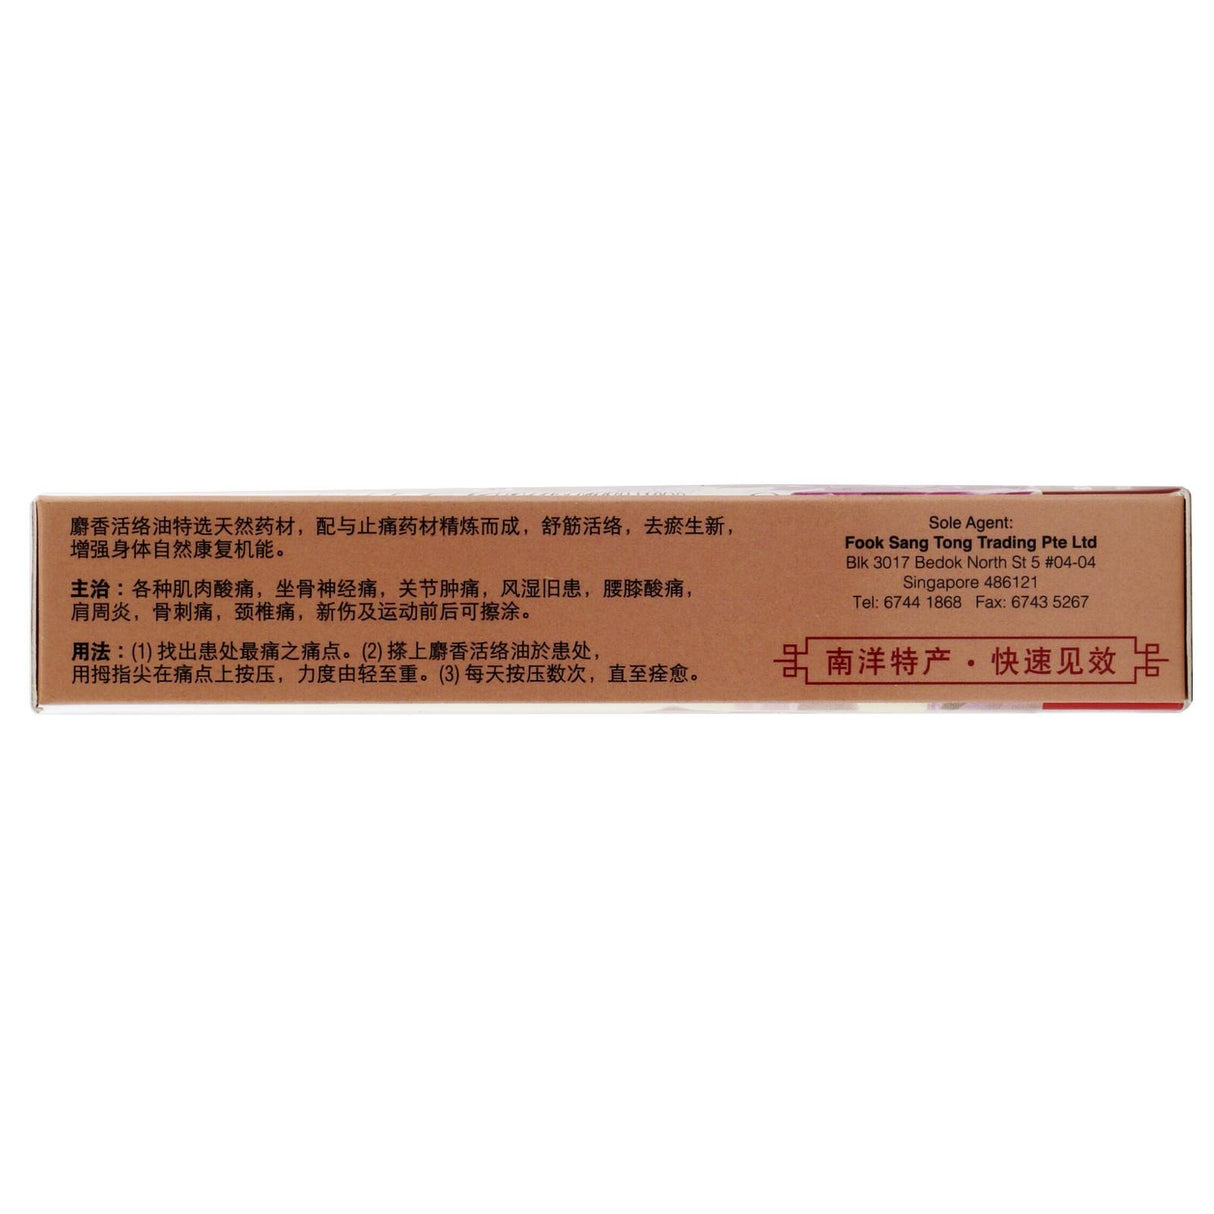 麝香活络油特选天然药材，配与止痛药材精炼而成，舒筋活络，去瘀生新，
增强身体自然康复机能。
主治：各种肌肉酸痛，坐骨神经痛，关节肿痛，风湿旧患，腰膝酸痛，
肩周炎，骨刺痛，颈椎痛，新伤及运动前后可擦涂。
用法：(1) 找出患处最痛之痛点。(2) 搽上麝香活络油於患处，
用拇指尖在痛点上按压，力度由轻至重。(3) 每天按压数次，直至痊愈。
Sole Agent:
Fook Sang Tong Trading Pte Ltd
Blk 3017 Bedok North St 5 #04-04
Singapore 486121
Tel: 6744 1868 Fax: 6743 5267
南洋特产・快速见效